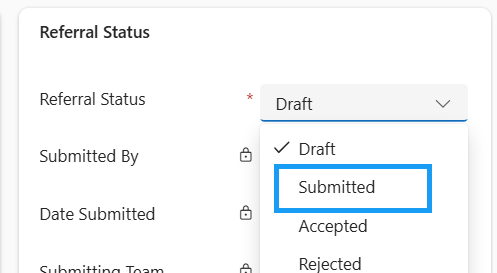 Referral Status
Referral Status * Draft
Draft
Submitted By
Submitted
Date Submitted
Accepted
Submitting Team
Rejected